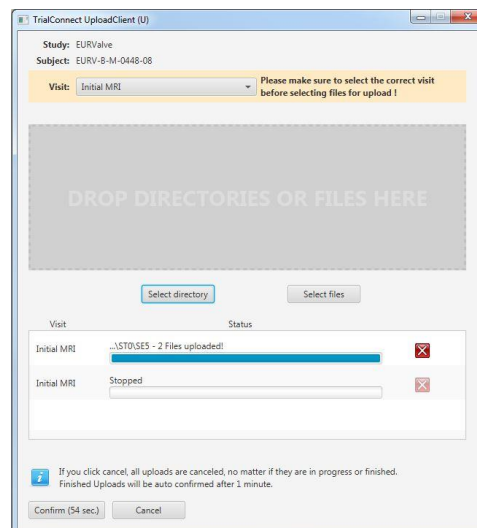 TrialConnect UploadClient (U)
Study: EURValve
Subject: EURV-B-M-0448-08
Visit: Initial MRI
Please make sure to select the correct visit
before selecting files for upload !
DROP DIRECTORIES OR FILES HERE
Select directory Select files
Visit Status
...\ST0\SE5 - 2 Files uploaded!
Initial MRI
Stopped
Initial MRI
If you click cancel, all uploads are canceled, no matter if they are in progress or finished.
Finished Uploads will be auto confirmed after 1 minute.
Confirm (54 sec.) Cancel